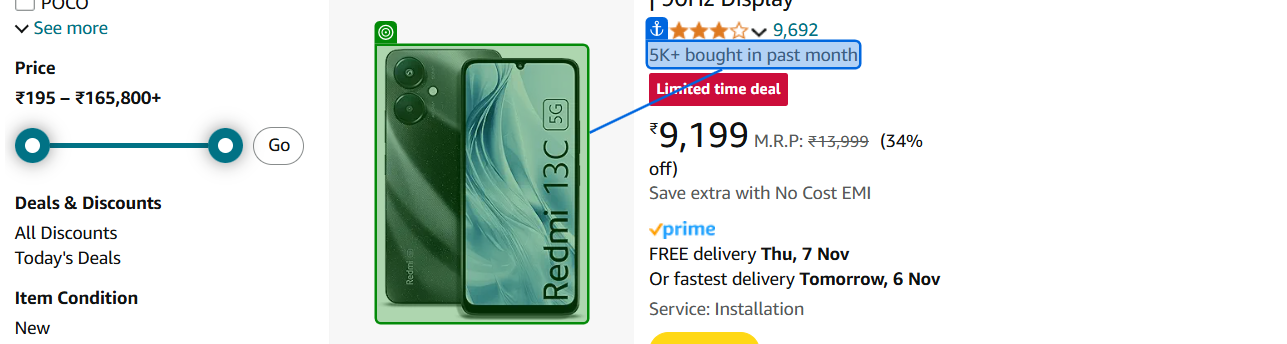 POCO
See more
Price
₹195 – ₹165,800+
Go
Deals & Discounts
All Discounts
Today's Deals
Item Condition
New
Redmi 13C 5G
Redmi
| 90Hz Display
9,692
5K+ bought in past month
Limited time deal
₹9,199 M.R.P: ₹13,999 (34%
off)
Save extra with No Cost EMI
prime
FREE delivery Thu, 7 Nov
Or fastest delivery Tomorrow, 6 Nov
Service: Installation